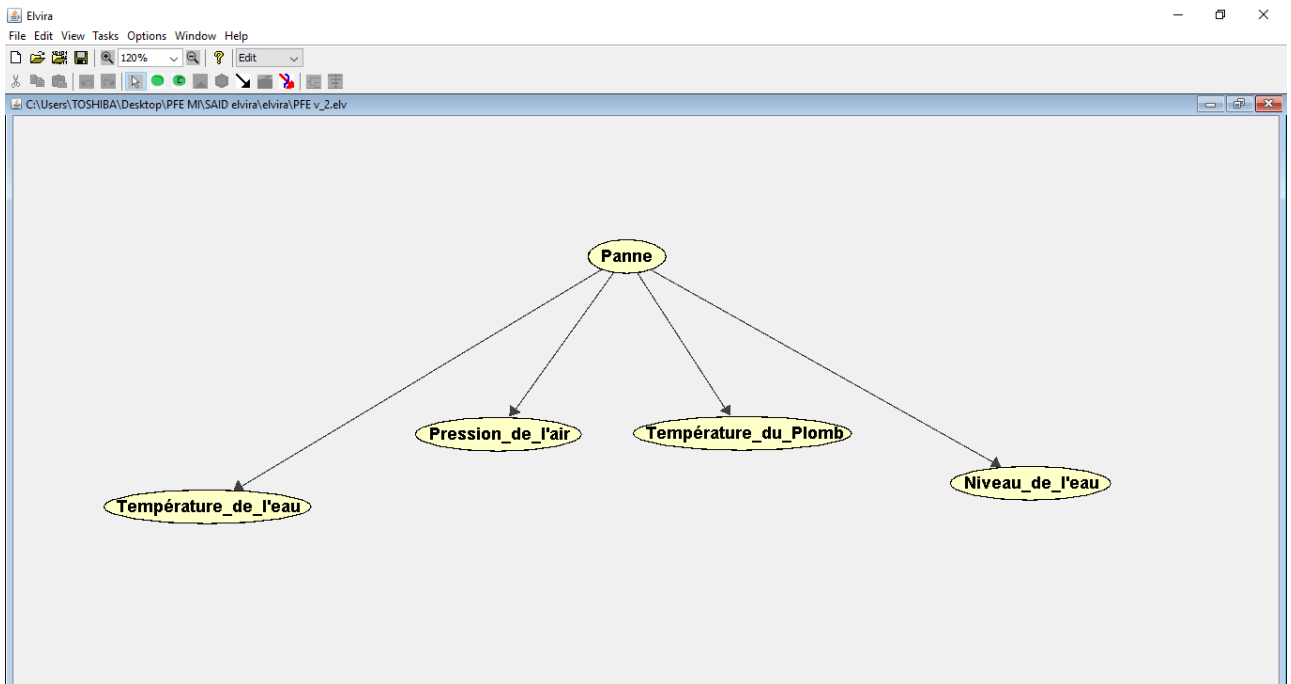 Elvira
File Edit View Tasks Options Window Help
120% Edit
C:\Users\TOSHIBA\Desktop\PFE MI\SAID elvira\elvira\PFE v_2.elv
Panne
Pression_de_l'air
Température_du_Plomb
Niveau_de_l'eau
Température_de_l'eau